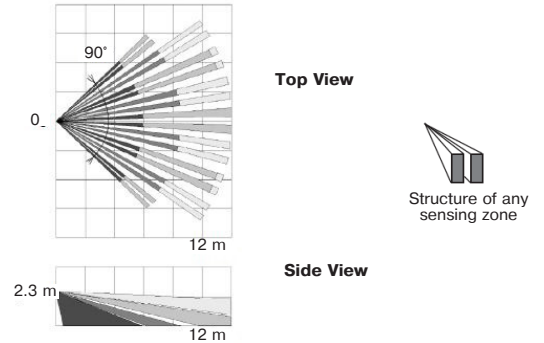 90°
Top View
0
12 m
Structure of any
sensing zone
Side View
2.3 m
12 m